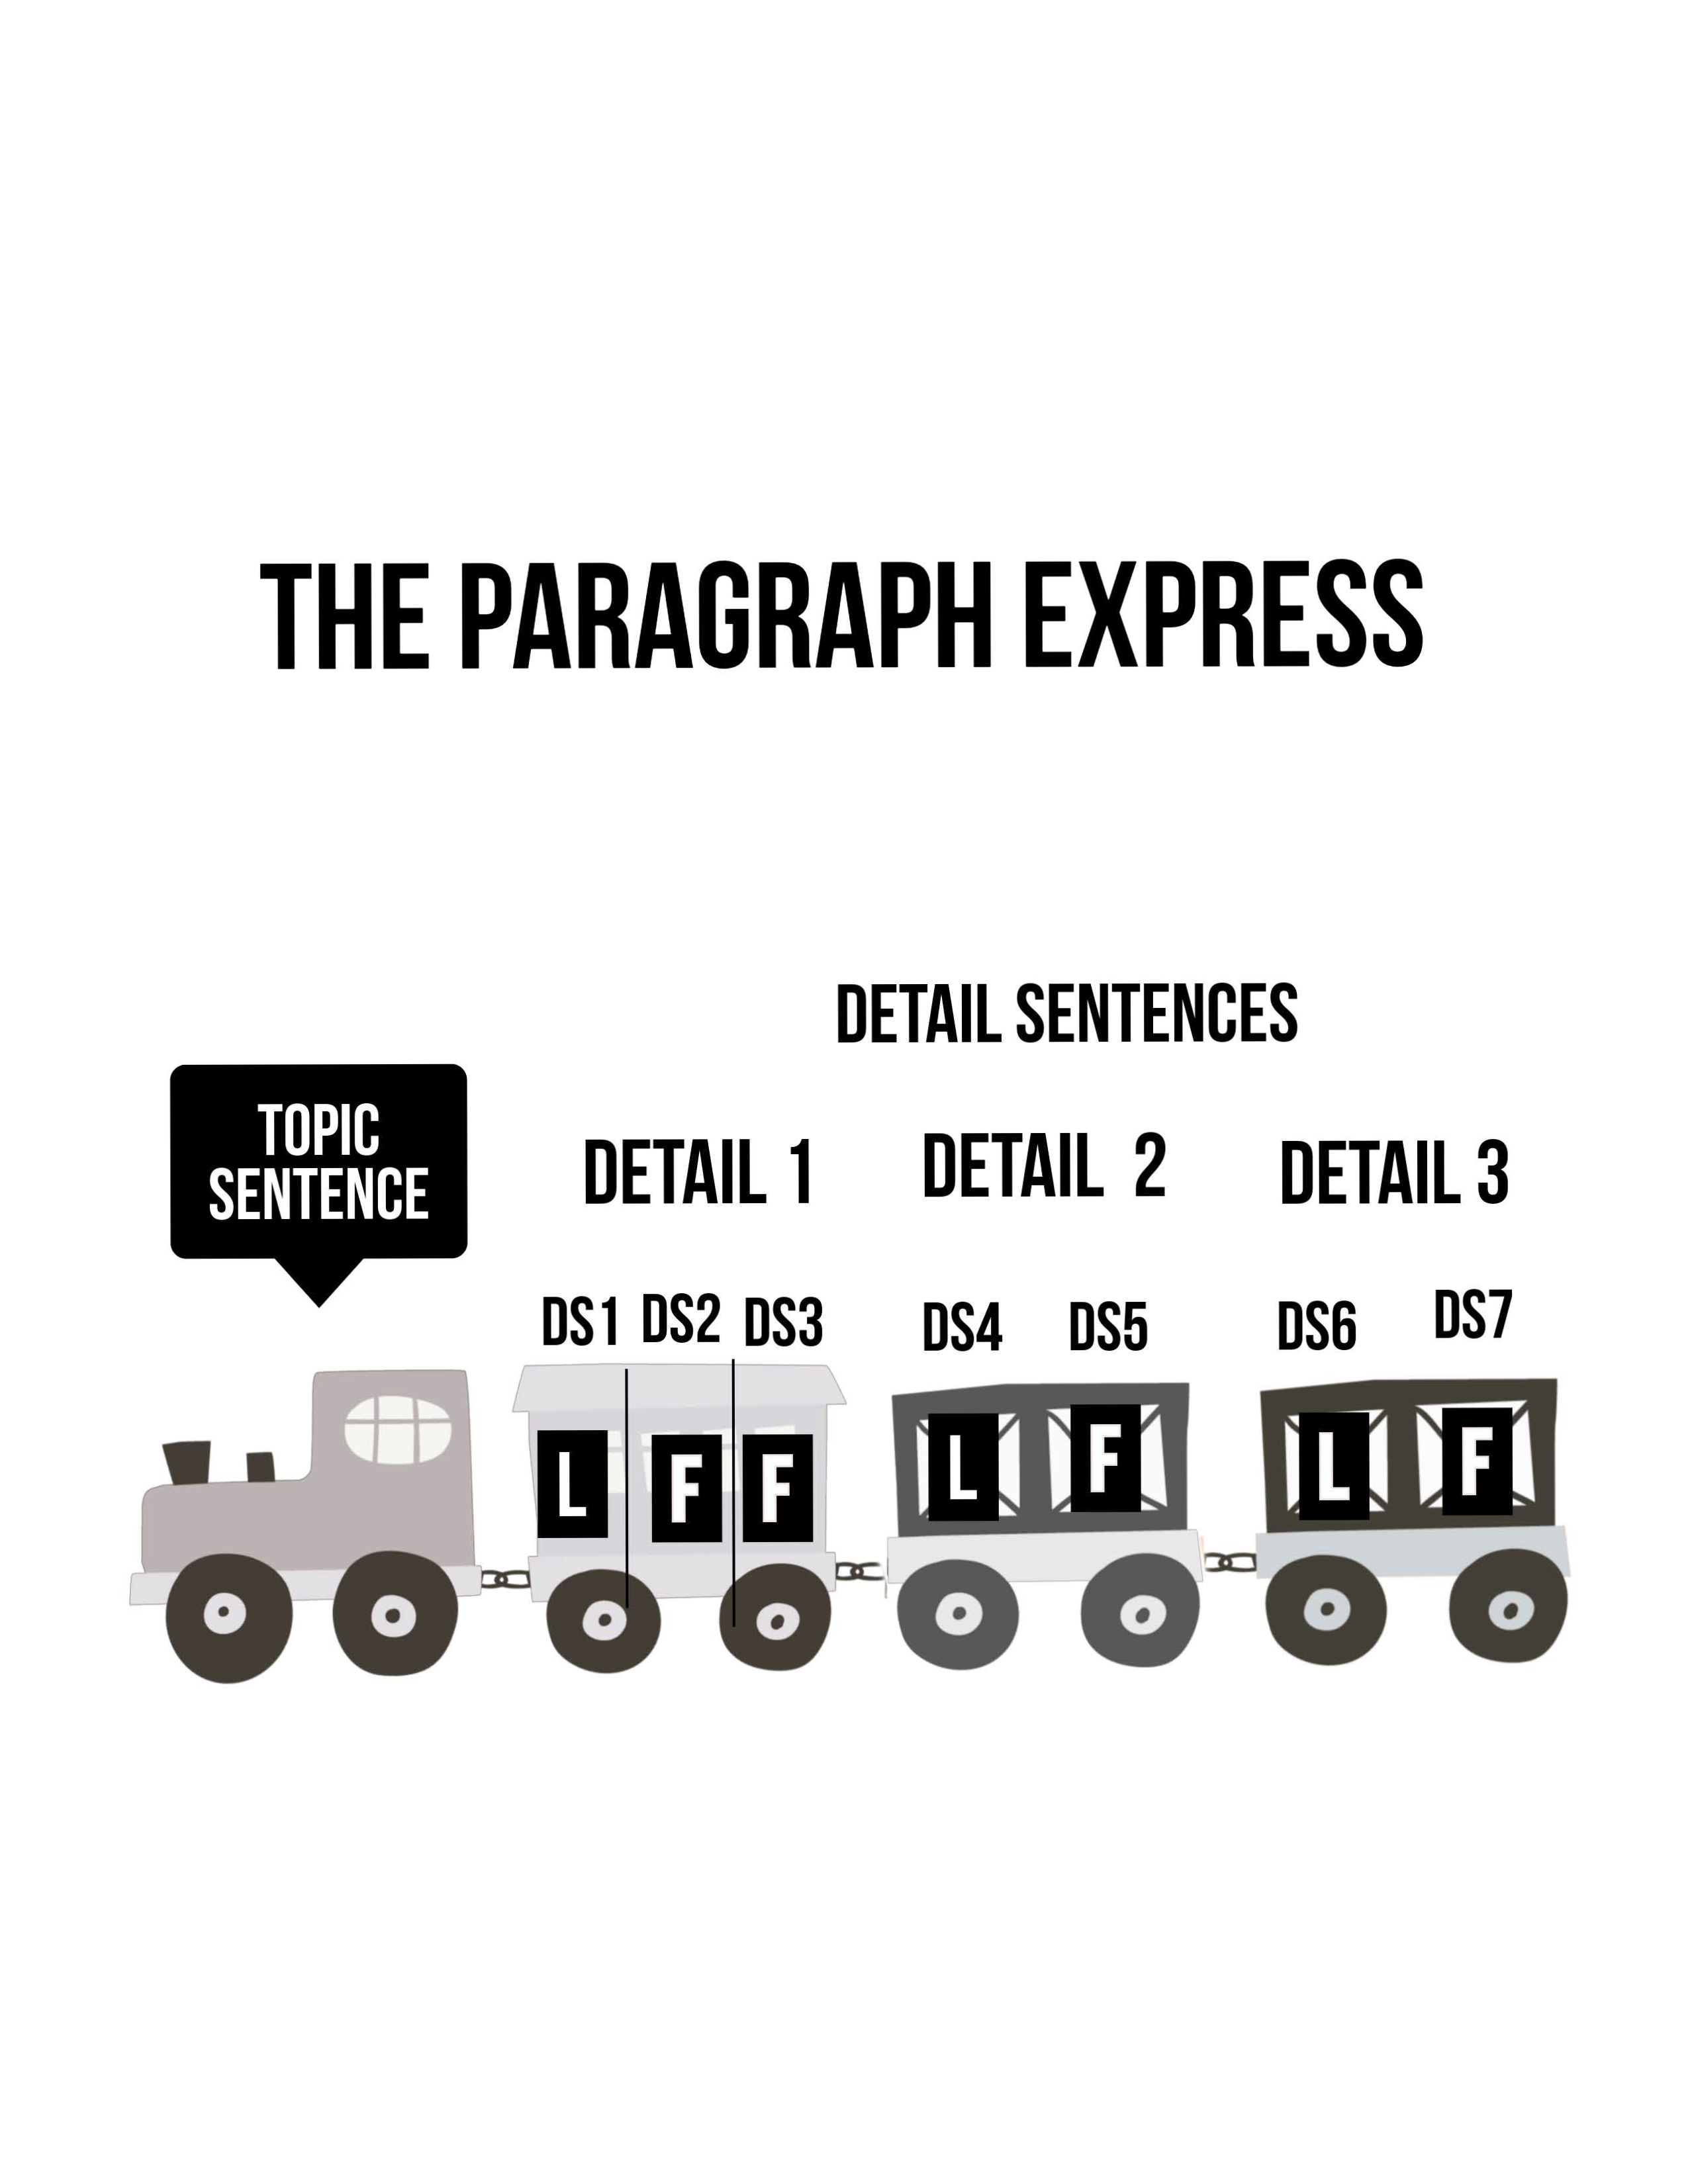 THE PARAGRAPH EXPRESS
DETAIL SENTENCES
TOPIC
SENTENCE
DETAIL 1 DETAIL 2 DETAIL 3
DS1 DS2 DS3 DS4 DS5 DS6 DS7
L F F L F L F